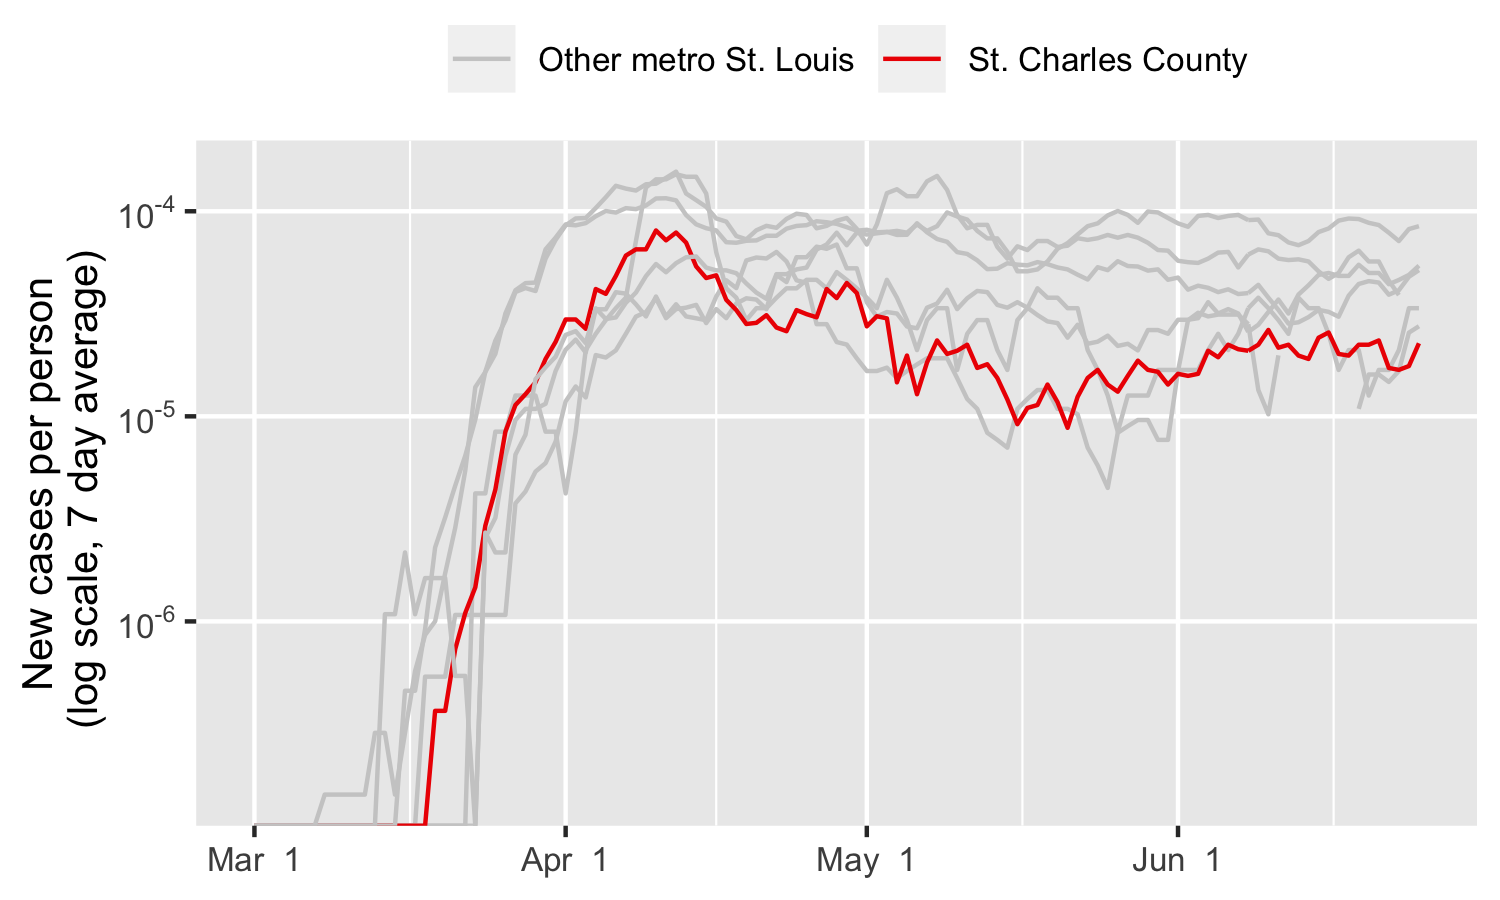 Other metro St. Louis St. Charles County
New cases per person
(log scale, 7 day average)
10-4
10-5
10-6
Mar 1 Apr 1 May 1 Jun 1